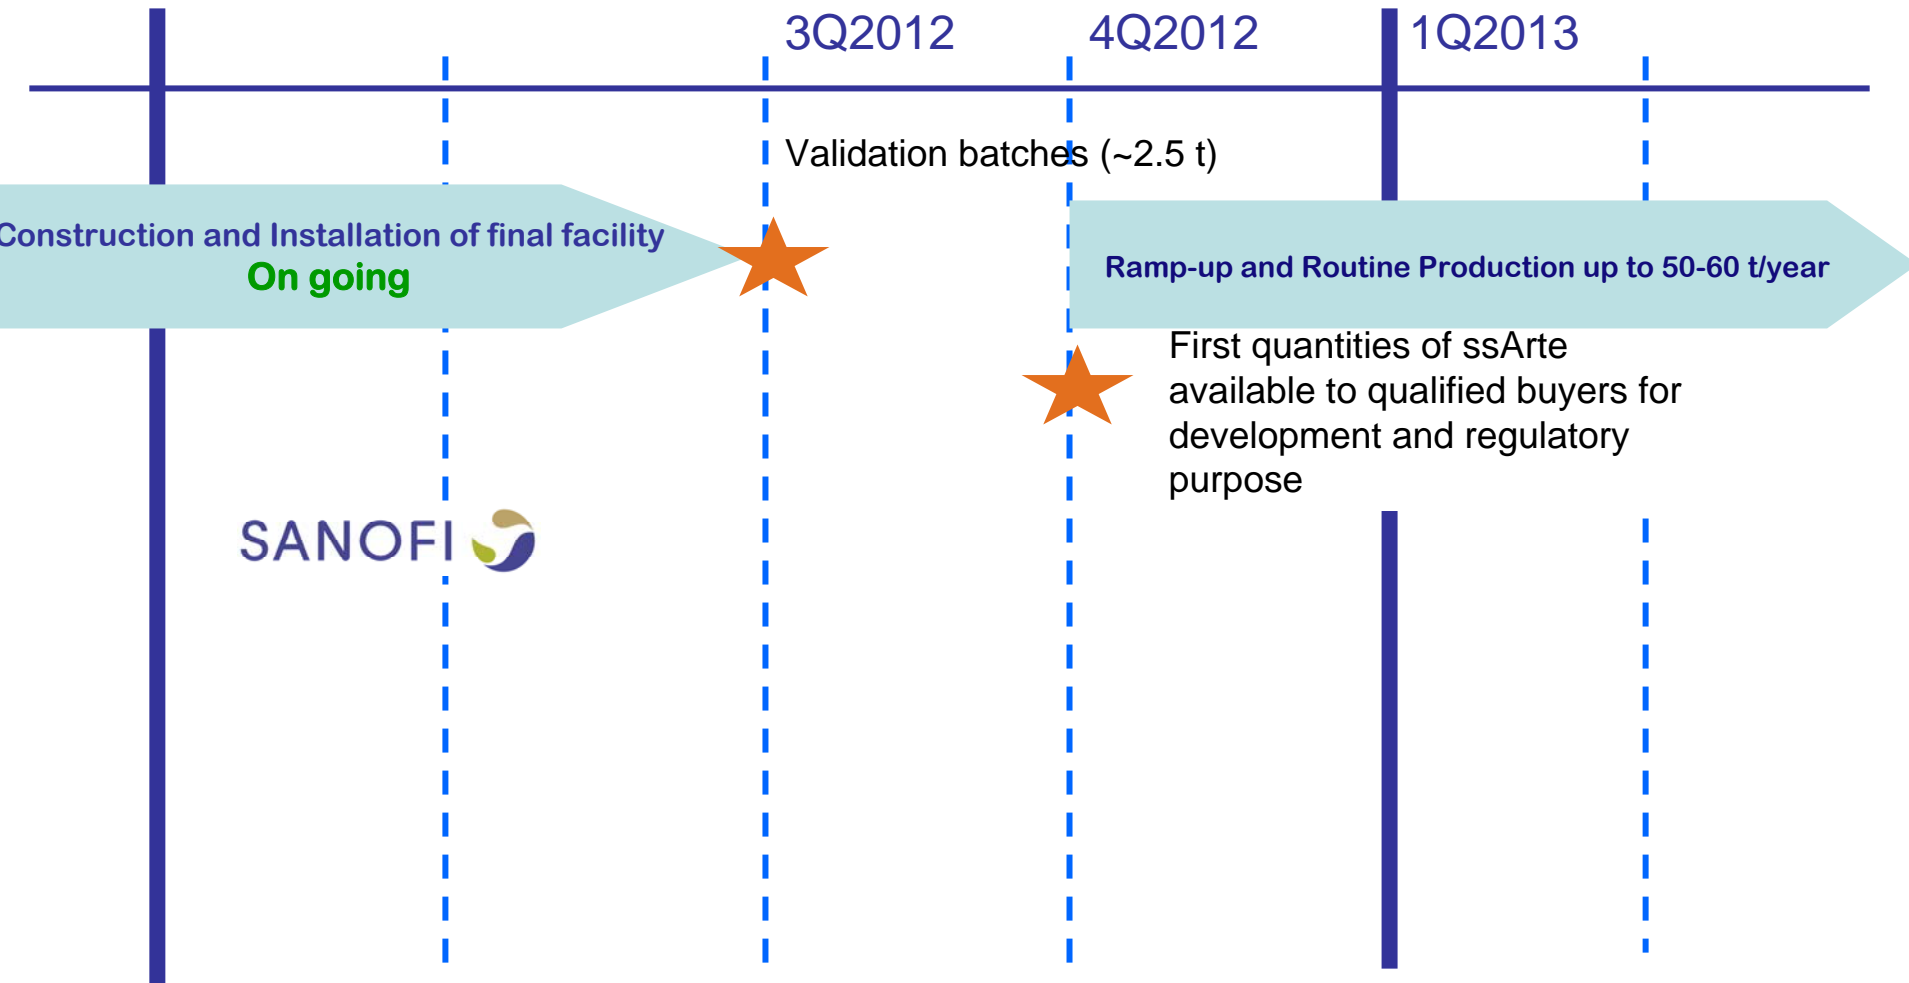 3Q2012 4Q2012 1Q2013
Validation batches (~2.5 t)
Construction and Installation of final facility
On going
Ramp-up and Routine Production up to 50-60 t/year
First quantities of ssArte
available to qualified buyers for
development and regulatory
purpose
SANOFI